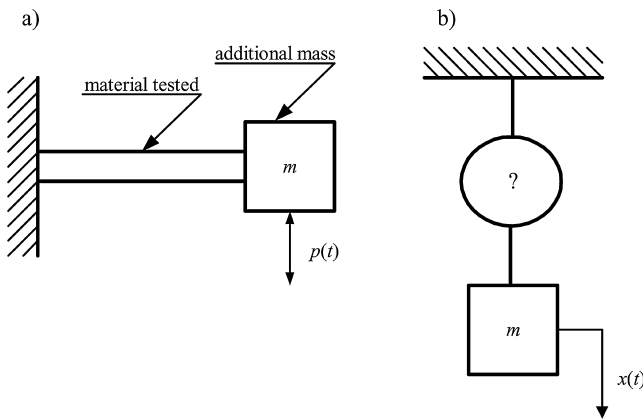 a)
additional mass
material tested
m
p(t)
b)
?
m
x(t)